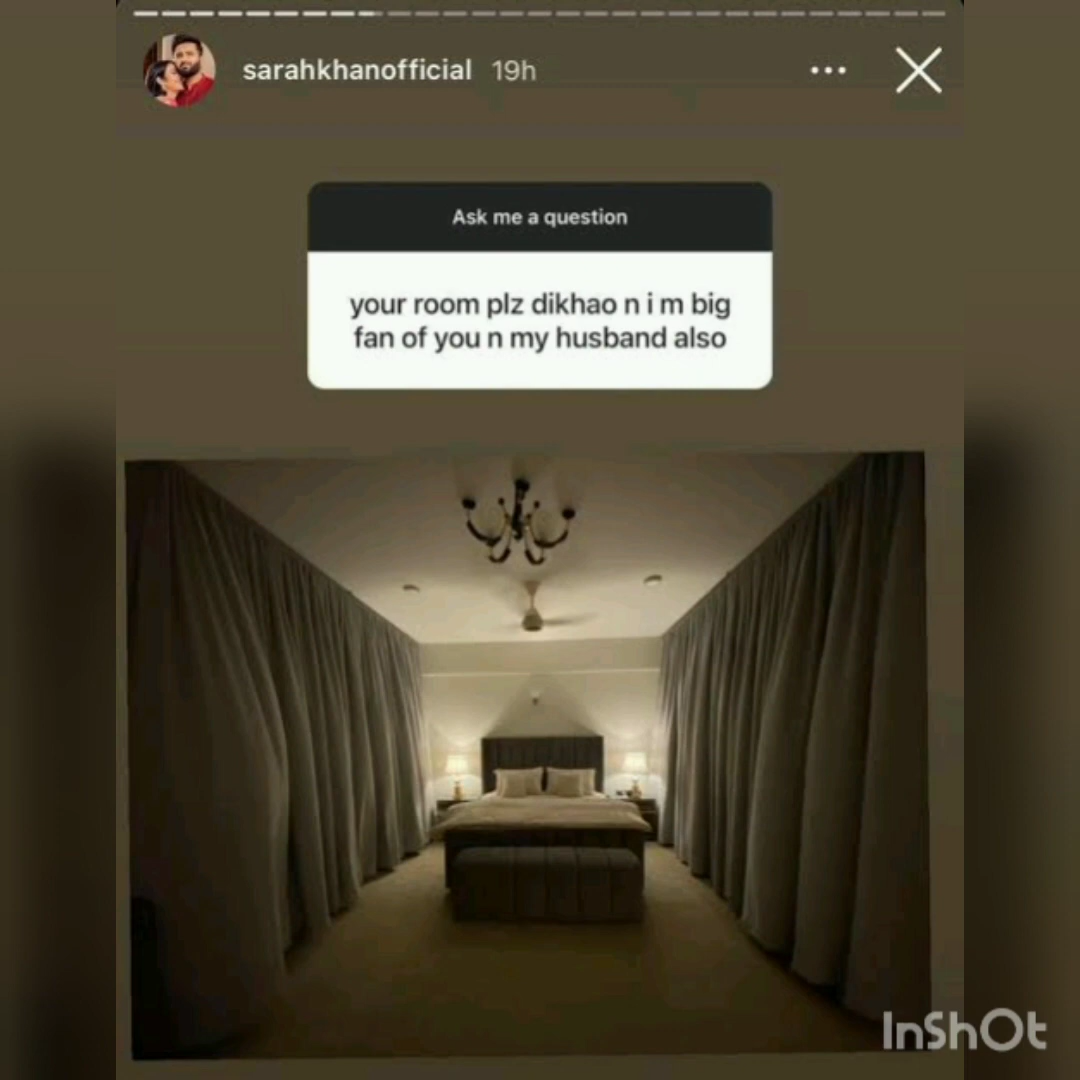 sarahkhanofficial 19h
Ask me a question
your room plz dikhao n i m big
fan of you n my husband also
InShOt